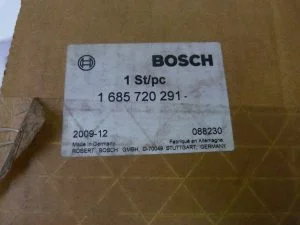 BOSCH
1 St/pc
1 685 720 291
2009-12 088230
Made in Germany Fabriqué en Allemagne
ROBERT BOSCH GMBH, D-70049 STUTTGART, GERMANY